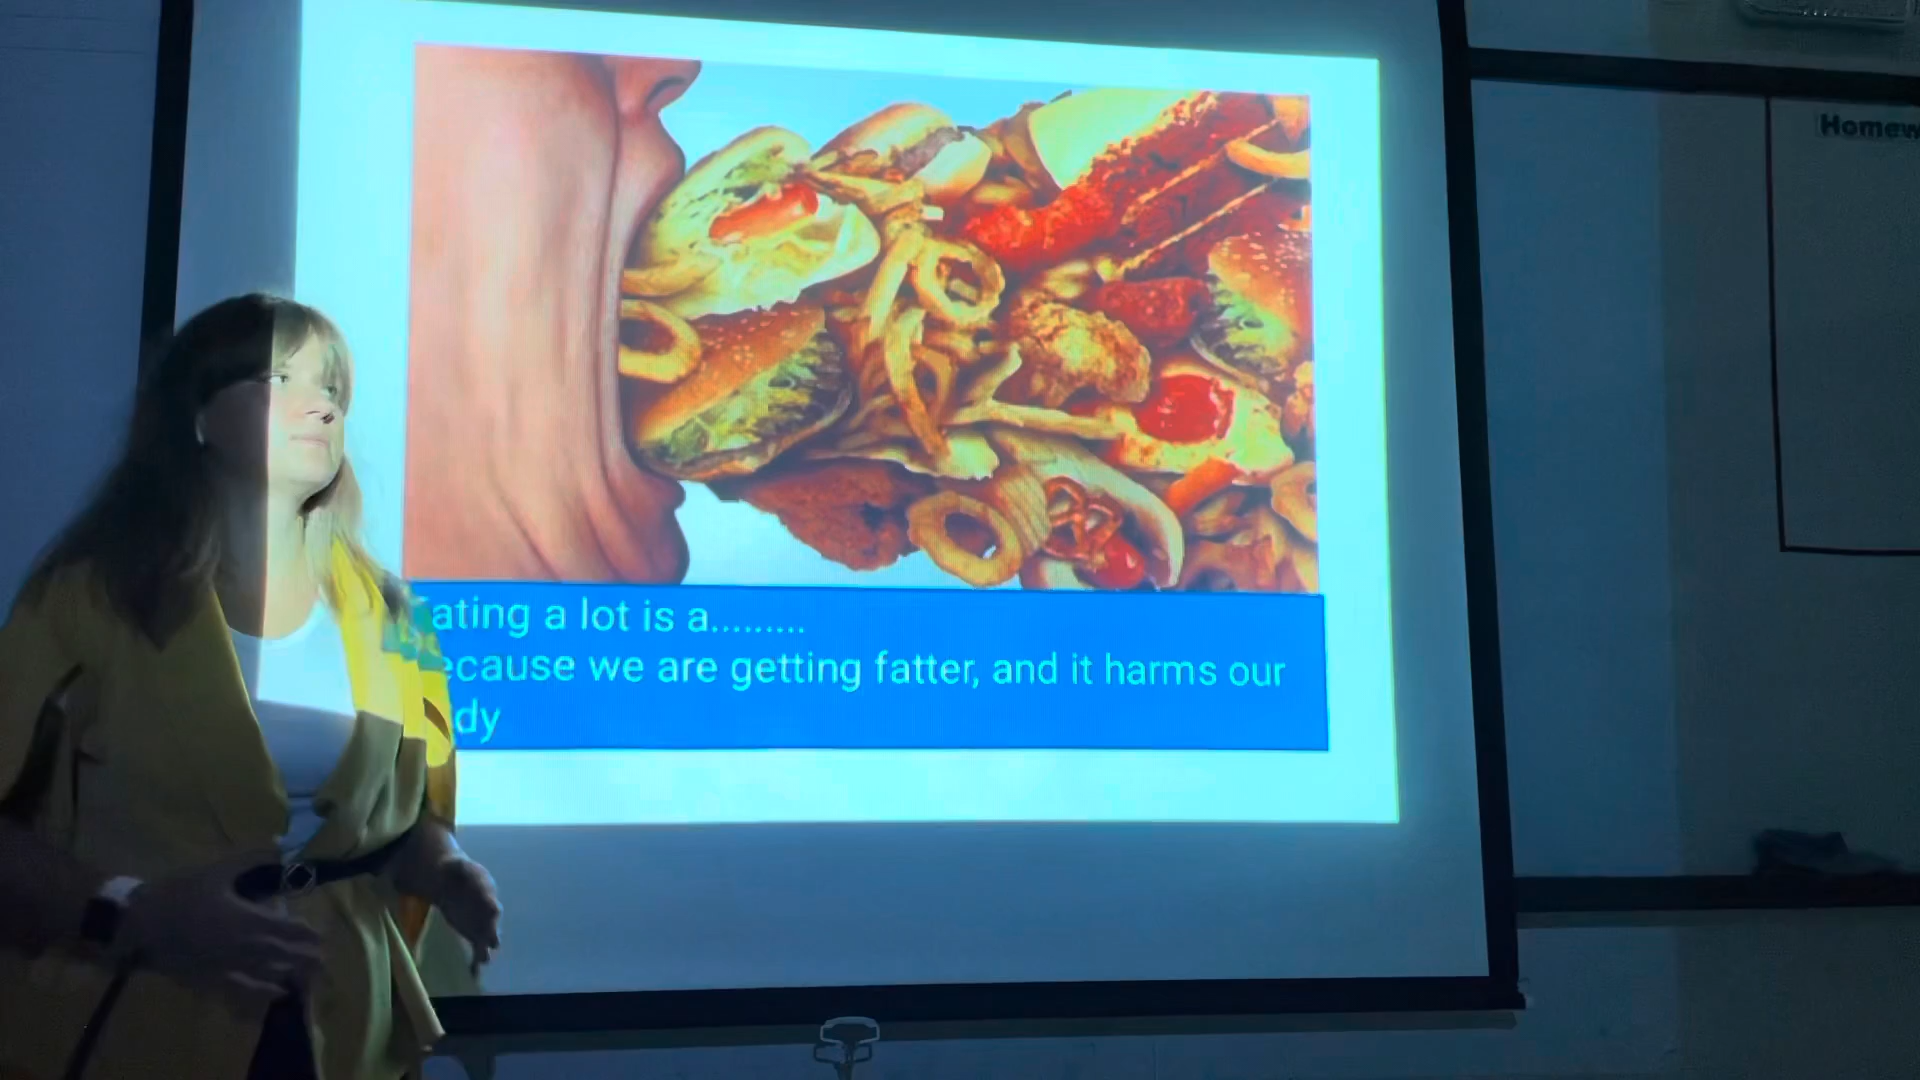 ating a lot is a.........
ecause we are getting fatter, and it harms our
dy
Homew